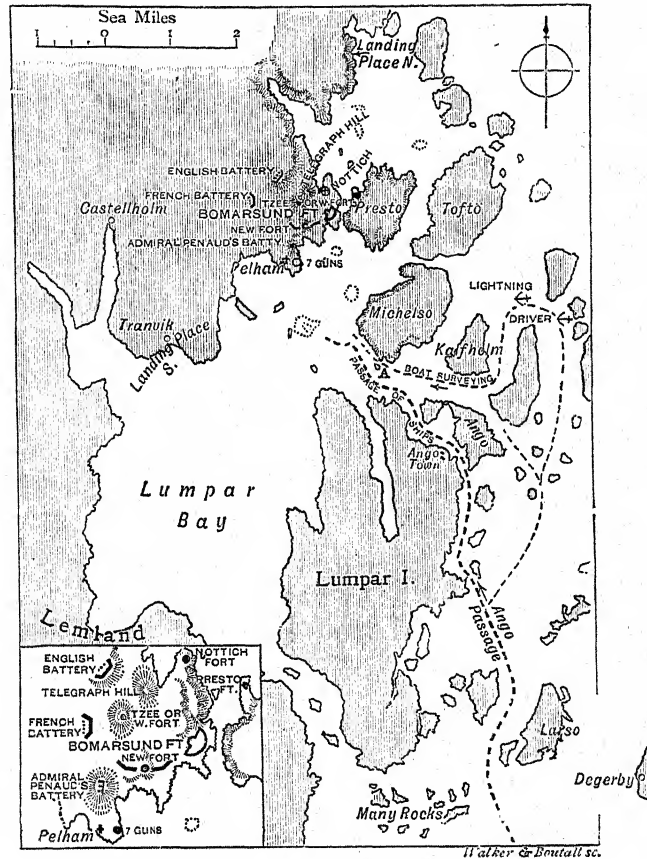 Sea Miles
1 0 1 2
Landing
Place N.
TELEGRAPH HILL
ENGLISH BATTERY
NOTTICH
FRENCH BATTERY
TZEE OR W. FORT
Presto
BOMARSUND FT
Castellholm
Tofto
NEW FORT
ADMIRAL PENAUD'S BATTY.
Pelham
7 GUNS
LIGHTNING
Michelso
DRIVER
Tranvik
Kaffholm
Landing Place
S.
A
BOAT SURVEYING
PASSAGE OF SHIPS
Ango
Ango
Town
Lumpar
Bay
Lumpar I.
Ango
Passage
Lemland
NOTTICH
FORT
ENGLISH
BATTERY
PRESTO
FT.
TELEGRAPH HILL
TZEE OR
W. FORT
FRENCH
BATTERY
BOMARSUND FT
NEW FORT
ADMIRAL
PENAUD'S
BATTERY
Pelham
7 GUNS
Larso
Degerby
Many Rocks
Walker & Boutall sc.